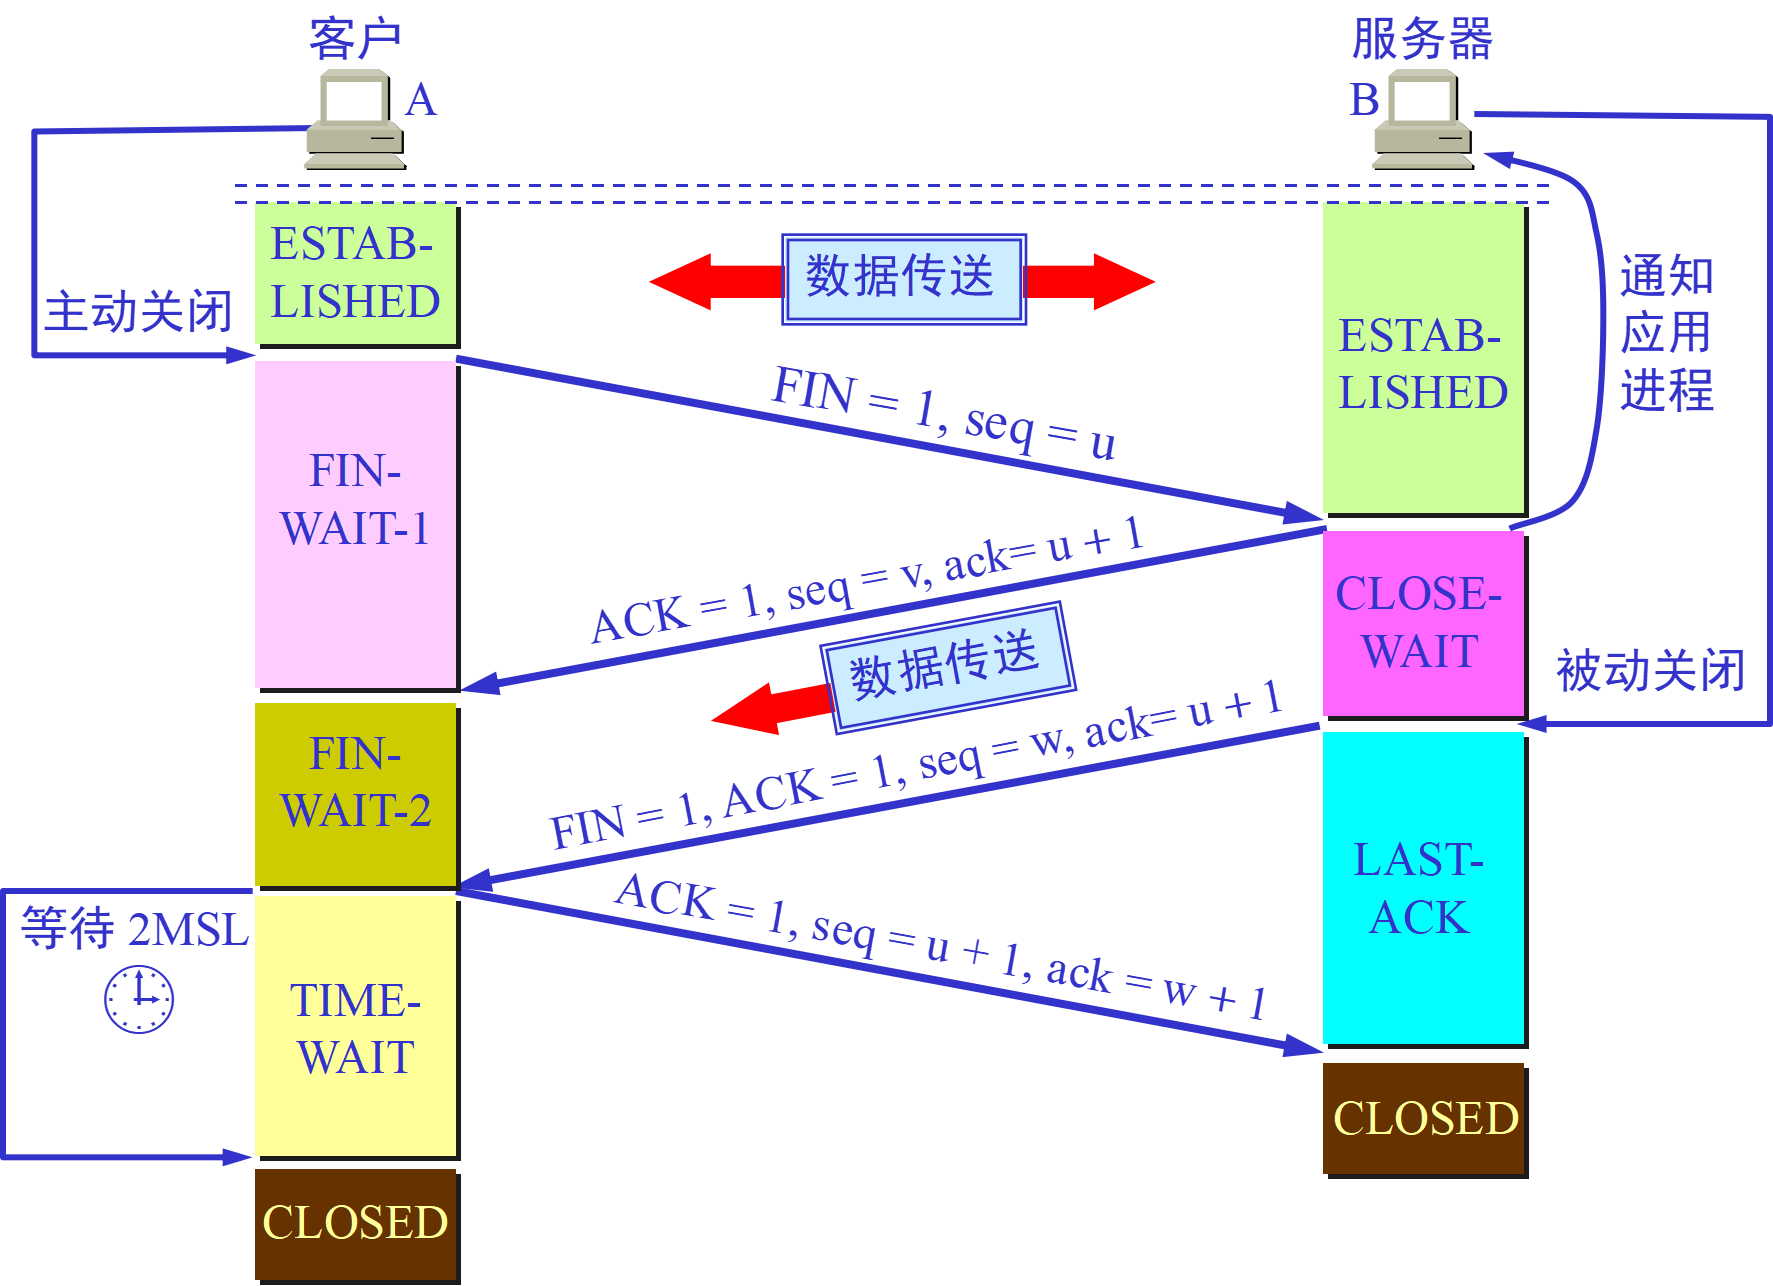 客户
A
服务器
B
ESTAB-
LISHED
数据传送
主动关闭
ESTAB-
LISHED
通知
应用
进程
FIN = 1, seq = u
FIN-
WAIT-1
ACK = 1, seq = v, ack= u + 1
CLOSE-
WAIT
数据传送
被动关闭
FIN-
WAIT-2
FIN = 1, ACK = 1, seq = w, ack= u + 1
LAST-
ACK
等待 2MSL
ACK = 1, seq = u + 1, ack = w + 1
TIME-
WAIT
CLOSED
CLOSED